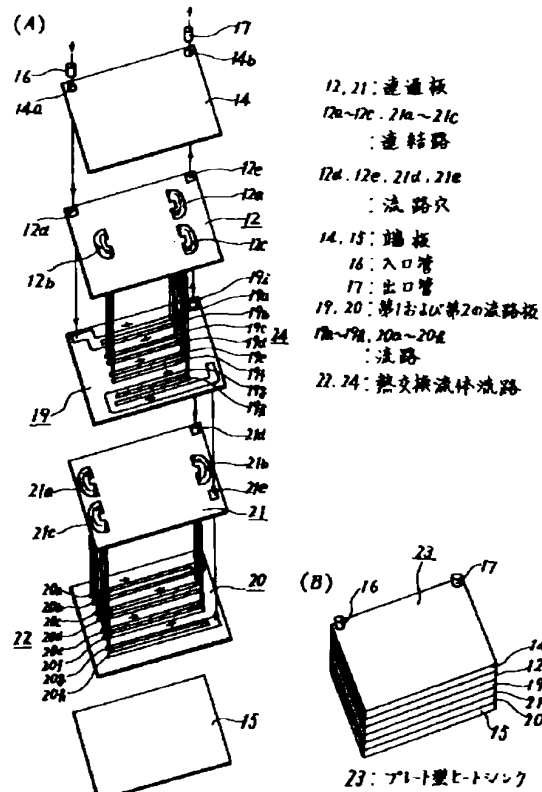 (A)
16
17
14b
14a
14
12e
12a
12d
12
12b
12c
19i
19a
19b
19c
19d
24
19e
19f
19g
19
21d
21a
21b
21e
21c
21
20a
20b
20c
20d
20
22
20e
20f
20g
20h
15
12,21:連通板
12a~12c.21a~21c
:連結路
12d.12e.21d.21e
:流路穴
14,15:端板
16:入口管
17:出口管
19,20:第1および第2の流路板
:流路
22.24:熱交換流体流路
(B)
23
16
17
14
12
19
21
20
15
23:プレート型ヒートシンク